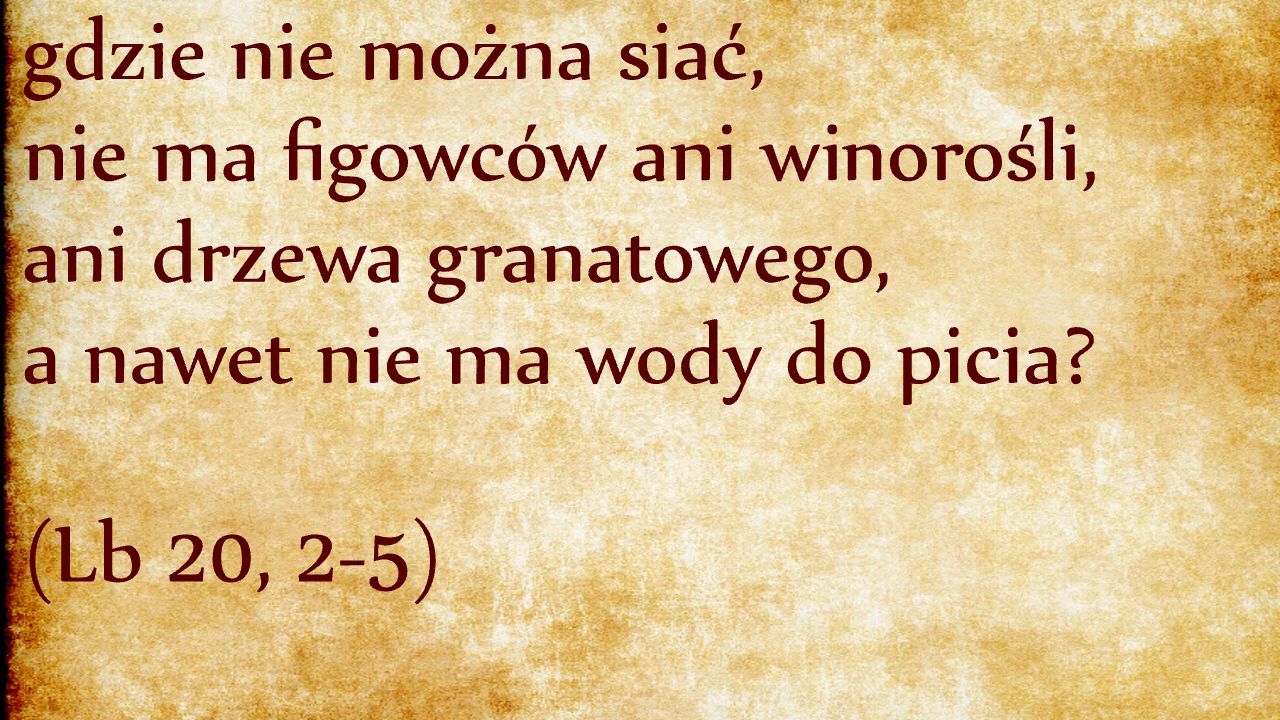 gdzie nie można siać,
nie ma figowców ani winorośli,
ani drzewa granatowego,
a nawet nie ma wody do picia?
(Lb 20, 2-5)